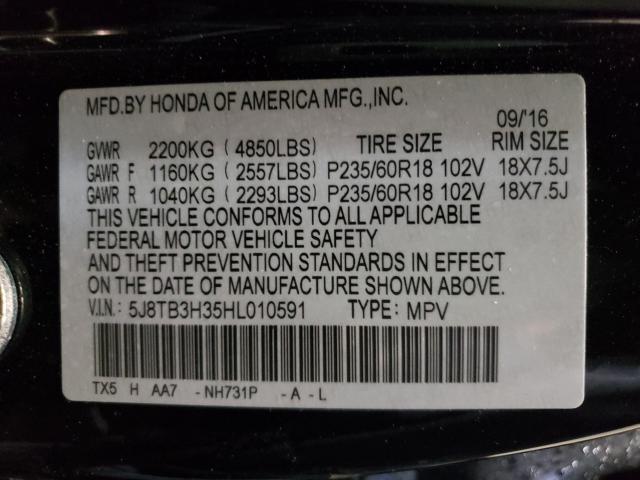 MFD.BY HONDA OF AMERICA MFG.,INC.
09/'16
GVWR 2200KG ( 4850LBS) TIRE SIZE RIM SIZE
GAWR F 1160KG ( 2557LBS) P235/60R18 102V 18X7.5J
GAWR R 1040KG ( 2293LBS) P235/60R18 102V 18X7.5J
THIS VEHICLE CONFORMS TO ALL APPLICABLE
FEDERAL MOTOR VEHICLE SAFETY
AND THEFT PREVENTION STANDARDS IN EFFECT
ON THE DATE OF MANUFACTURE SHOWN ABOVE.
V.I.N.: 5J8TB3H35HL010591 TYPE: MPV
TX5 H AA7 -NH731P -A-L